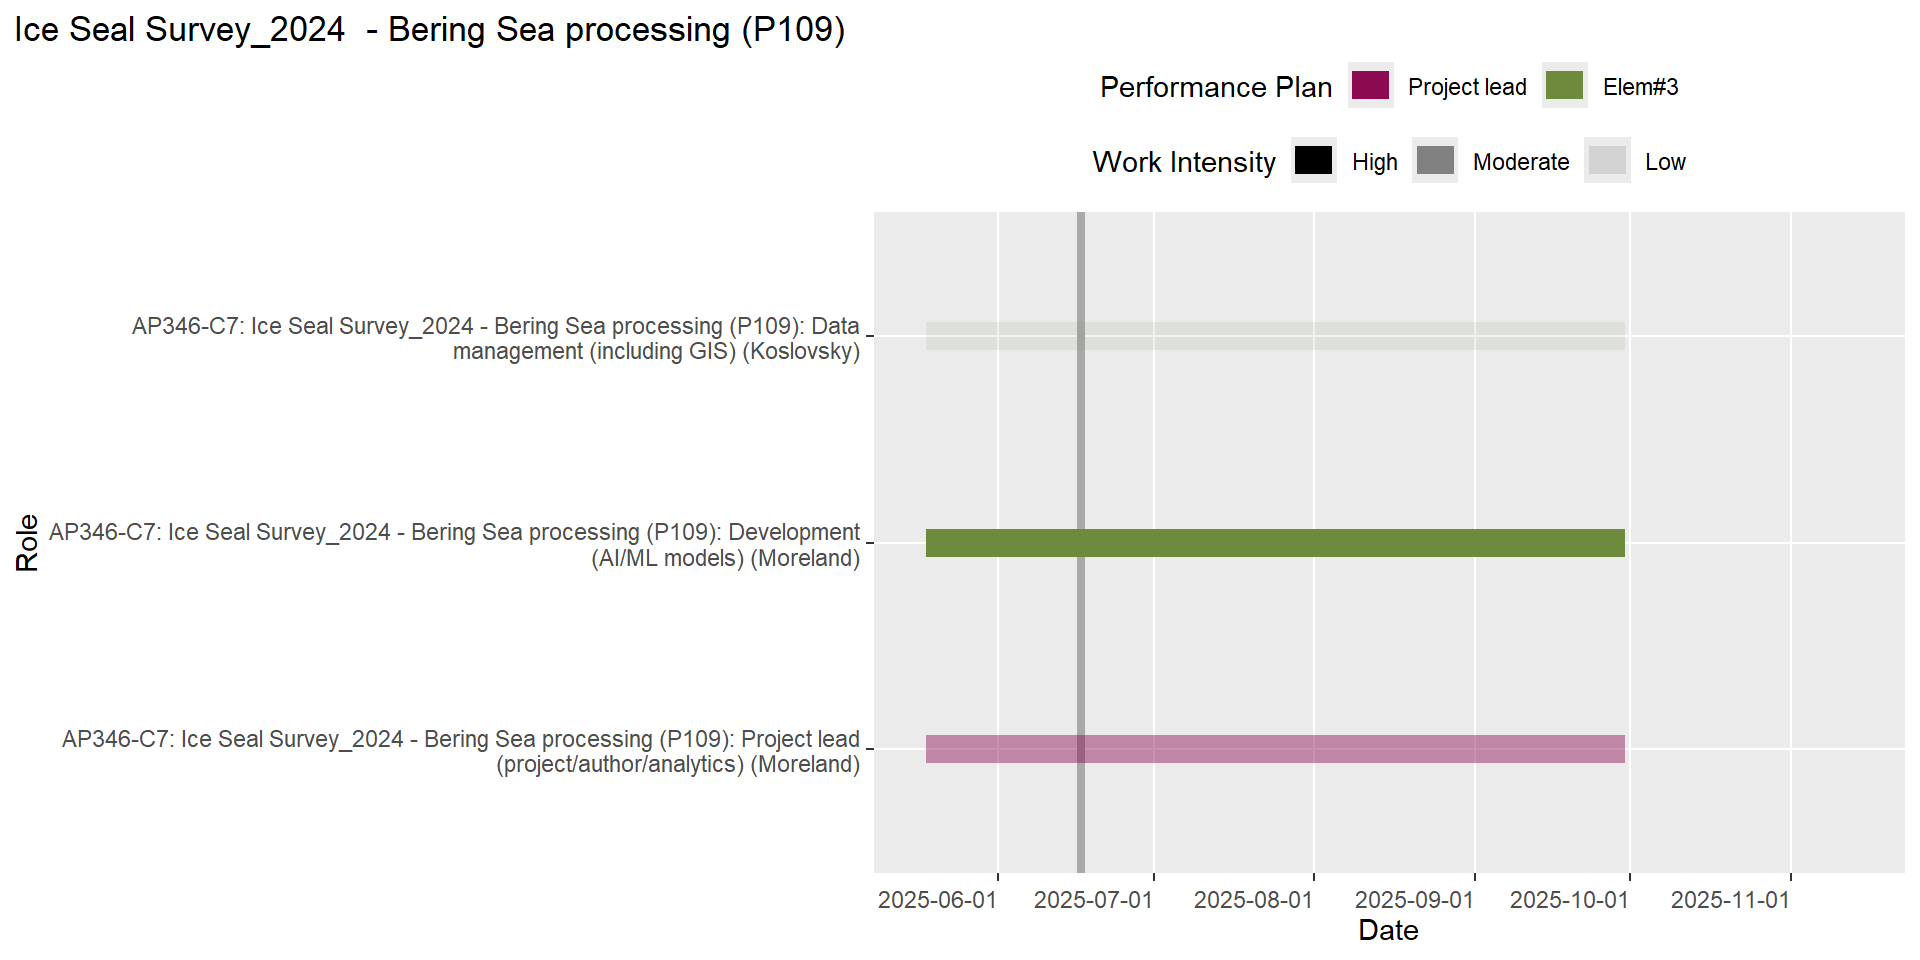 Ice Seal Survey_2024  - Bering Sea processing (P109)
Performance Plan Project lead Elem#3
Work Intensity High Moderate Low
AP346-C7: Ice Seal Survey_2024 - Bering Sea processing (P109): Data
management (including GIS) (Koslovsky)
AP346-C7: Ice Seal Survey_2024 - Bering Sea processing (P109): Development
(AI/ML models) (Moreland)
AP346-C7: Ice Seal Survey_2024 - Bering Sea processing (P109): Project lead
(project/author/analytics) (Moreland)
Role
2025-06-01 2025-07-01 2025-08-01 2025-09-01 2025-10-01 2025-11-01
Date